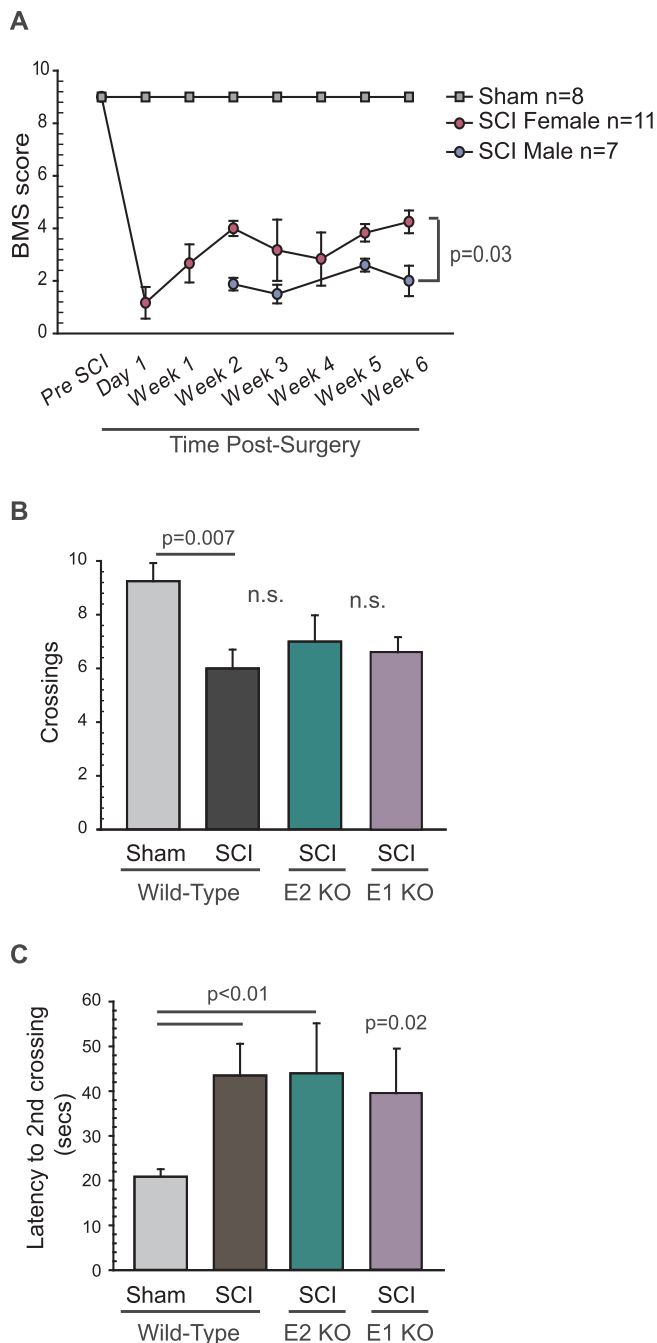 A
10
8
6
4
2
0
BMS score
Sham n=8
SCI Female n=11
SCI Male n=7
p=0.03
Pre SCI
Day 1
Week 1
Week 2
Week 3
Week 4
Week 5
Week 6
Time Post-Surgery
B
p=0.007
n.s.
n.s.
10
8
6
4
2
0
Crossings
Sham SCI SCI SCI
Wild-Type E2 KO E1 KO
C
p<0.01
p=0.02
60
50
40
30
20
10
0
Latency to 2nd crossing
(secs)
Sham SCI SCI SCI
Wild-Type E2 KO E1 KO